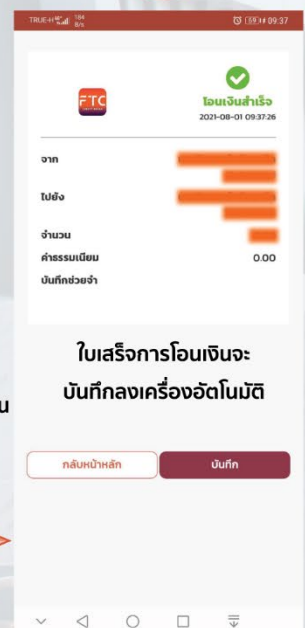 TRUE-H 184 B/s 59 09:37
FTC
โอนเงินสำเร็จ
2021-08-01 09:37:26
จาก
ไปยัง
จำนวน
ค่าธรรมเนียม 0.00
บันทึกช่วยจำ
ใบเสร็จการโอนเงินจะ
บันทึกลงเครื่องอัตโนมัติ
น
กลับหน้าหลัก บันทึก